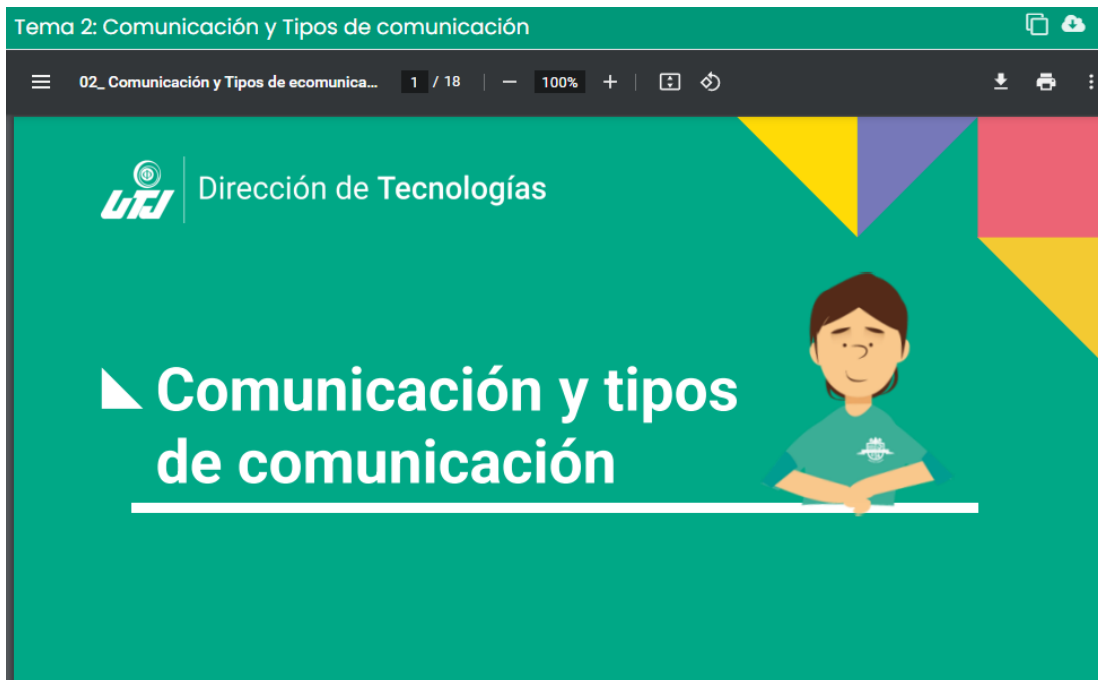 Tema 2: Comunicación y Tipos de comunicación
02_ Comunicación y Tipos de ecomunica... 1 / 18 100%
UTJ Dirección de Tecnologías
Comunicación y tipos
de comunicación